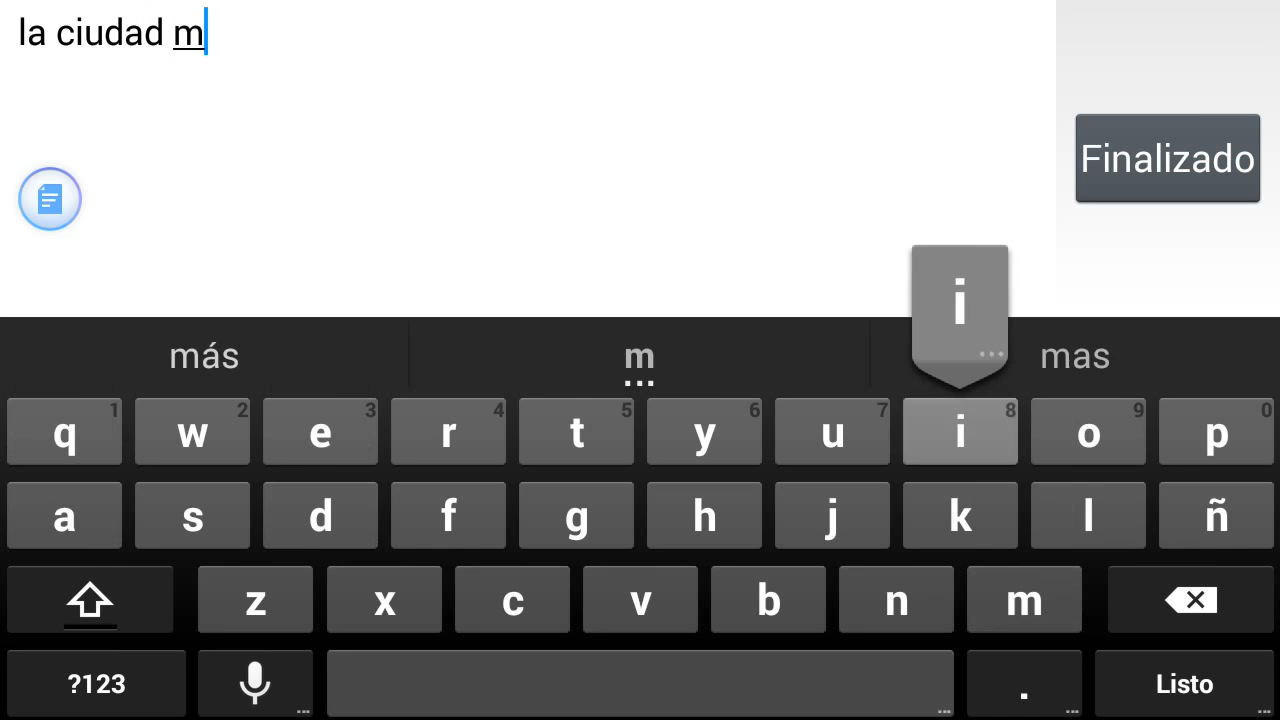 la ciudad m
Finalizado
i
más m mas
q 1 w 2 e 3 r 4 t 5 y 6 u 7 i 8 o 9 p 0
a s d f g h j k l ñ
z x c v b n m
?123 . Listo